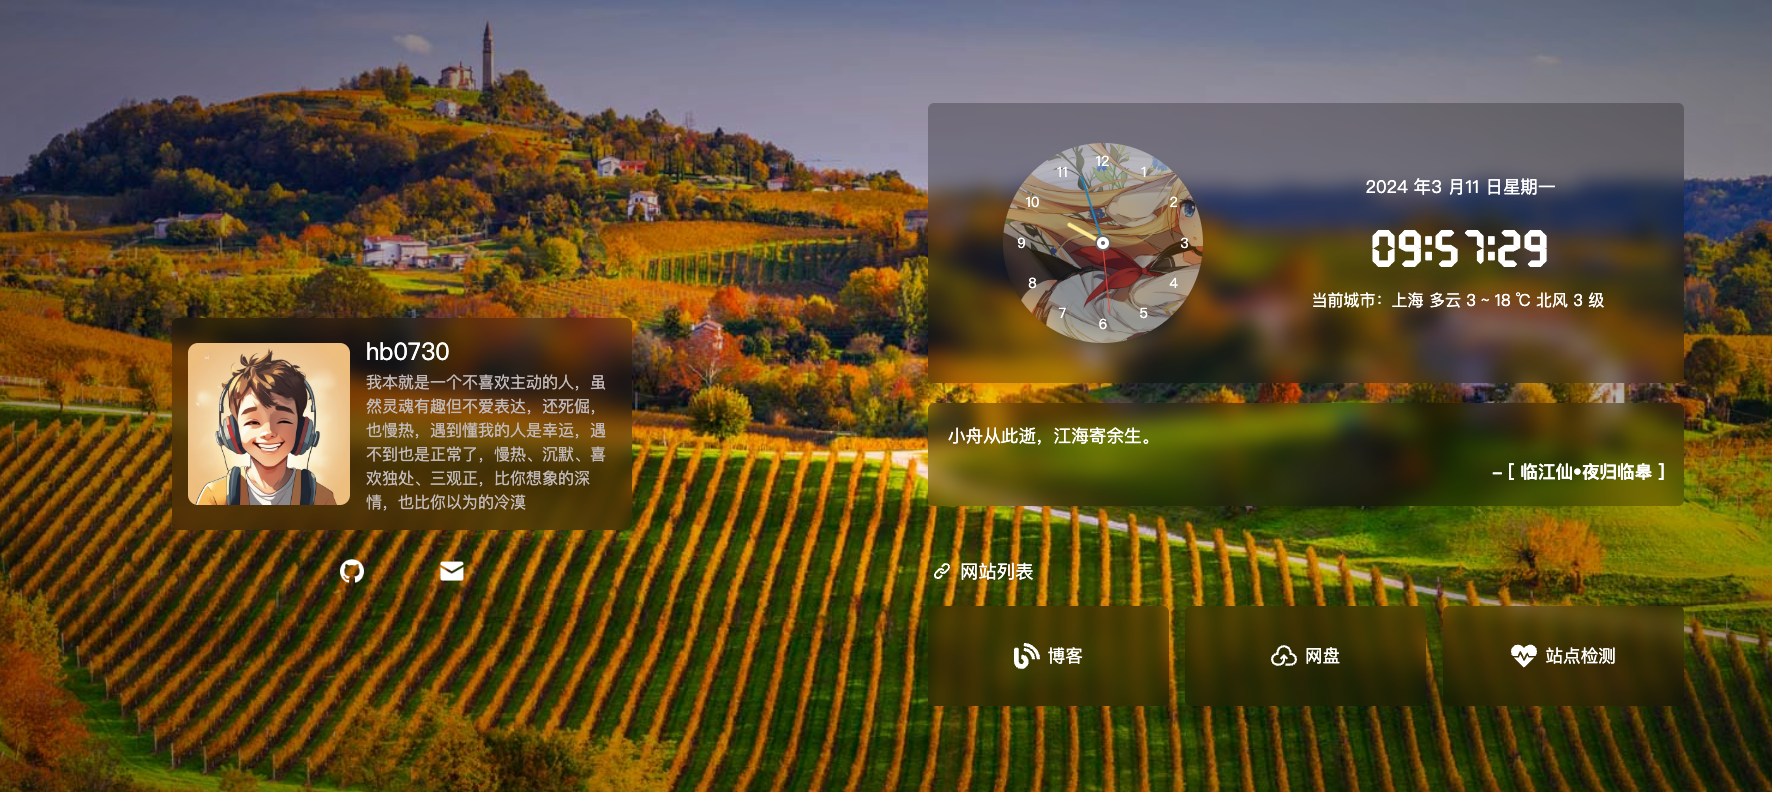 hb0730
我本就是一个不喜欢主动的人，虽
然灵魂有趣但不爱表达，还死倔，
也慢热，遇到懂我的人是幸运，遇
不到也是正常了，慢热、沉默、喜
欢独处、三观正，比你想象的深
情，也比你以为的冷漠
12
1
2
3
4
5
6
7
8
9
10
11
2024 年3 月11 日星期一
09:57:29
当前城市：上海 多云 3 ~ 18 ℃ 北风 3 级
小舟从此逝，江海寄余生。
– [ 临江仙•夜归临皋 ]
网站列表
博客
网盘
站点检测